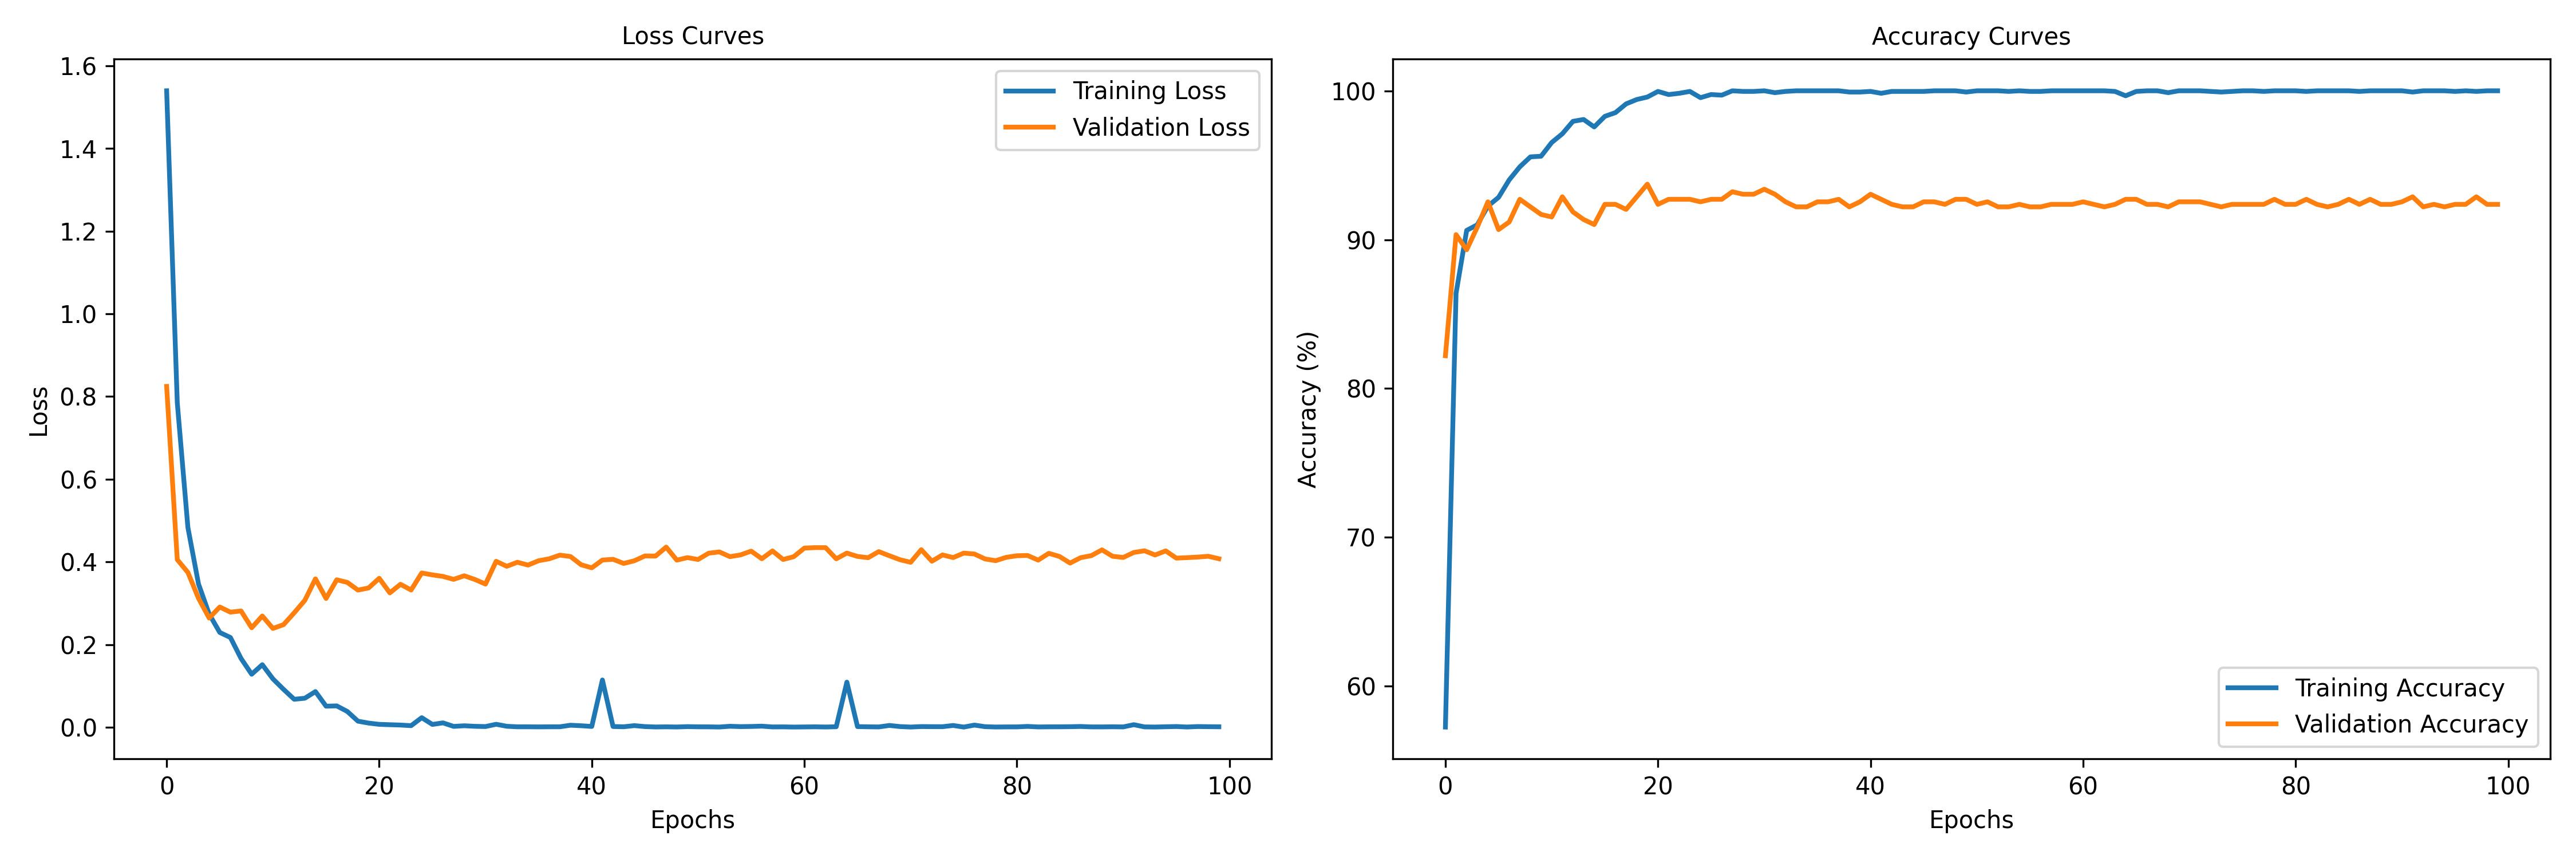 Loss Curves
1.6
1.4
1.2
1.0
0.8
0.6
0.4
0.2
0.0
Loss
0
20
40
60
80
100
Epochs
Training Loss
Validation Loss
Accuracy Curves
100
90
80
70
60
Accuracy (%)
0
20
40
60
80
100
Epochs
Training Accuracy
Validation Accuracy